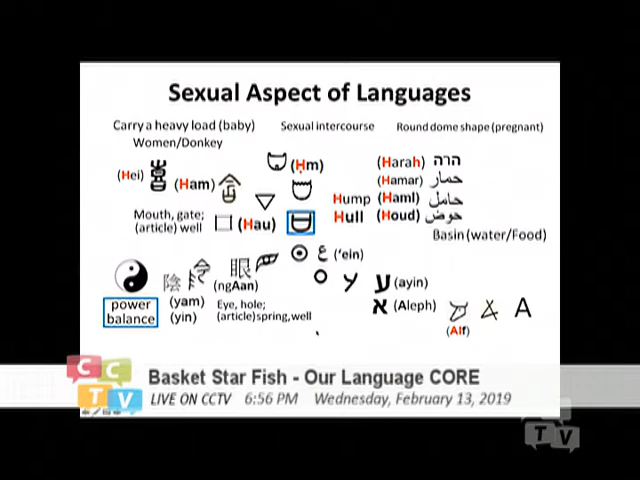 Sexual Aspect of Languages
Carry a heavy load (baby) Sexual intercourse Round dome shape (pregnant)
Women/Donkey
(Hei) (Ham) (Ḥm) (Harah) הרה
(Hamar) حمار
Hump (Haml) حامل
Hull (Houd) حوض
Mouth, gate; (Hau)
(article) well
Basin (water/Food)
ع ('ein)
陰 眼 (ngAan) ע (ayin)
power (yam) Eye, hole; א (Aleph) A
balance (yin) (article)spring,well
(Alf)
CCTV
Basket Star Fish - Our Language CORE
LIVE ON CCTV 6:56 PM Wednesday, February 13, 2019
TV